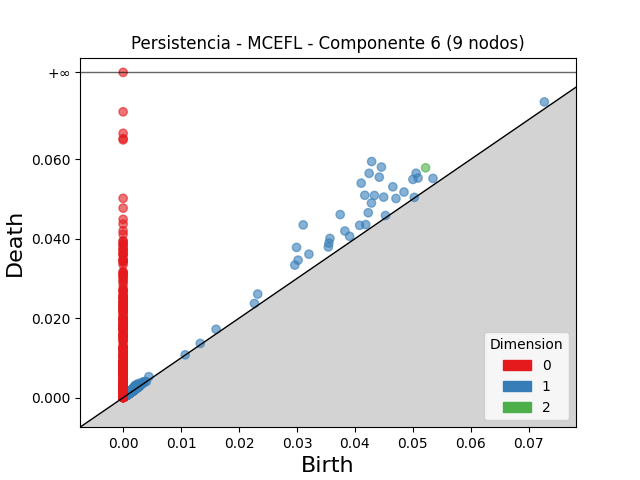 Persistencia - MCEFL - Componente 6 (9 nodos)
+∞
0.060
0.040
0.020
0.000
Death
Dimension
0
1
2
0.00 0.01 0.02 0.03 0.04 0.05 0.06 0.07
Birth